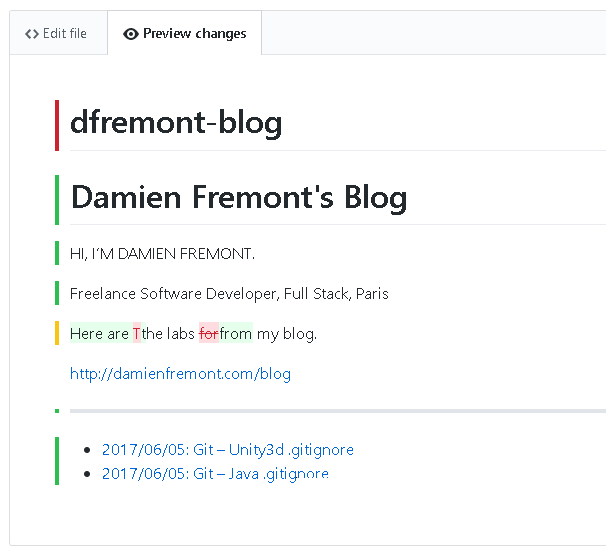 Edit file
Preview changes
dfremont-blog
Damien Fremont's Blog
HI, I'M DAMIEN FREMONT.
Freelance Software Developer, Full Stack, Paris
Here are Tthe labs forfrom my blog.
http://damienfremont.com/blog
2017/06/05: Git – Unity3d .gitignore
2017/06/05: Git – Java .gitignore